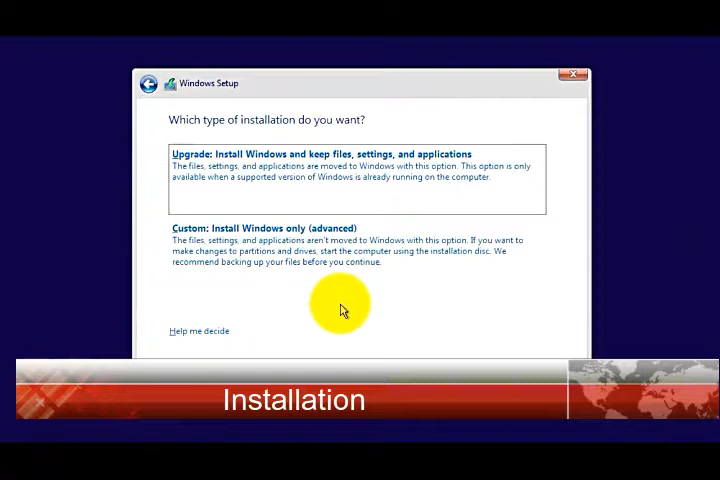 Windows Setup
Which type of installation do you want?
Upgrade: Install Windows and keep files, settings, and applications
The files, settings, and applications are moved to Windows with this option. This option is only
available when a supported version of Windows is already running on the computer.
Custom: Install Windows only (advanced)
The files, settings, and applications aren't moved to Windows with this option. If you want to
make changes to partitions and drives, start the computer using the installation disc. We
recommend backing up your files before you continue.
Help me decide
Installation